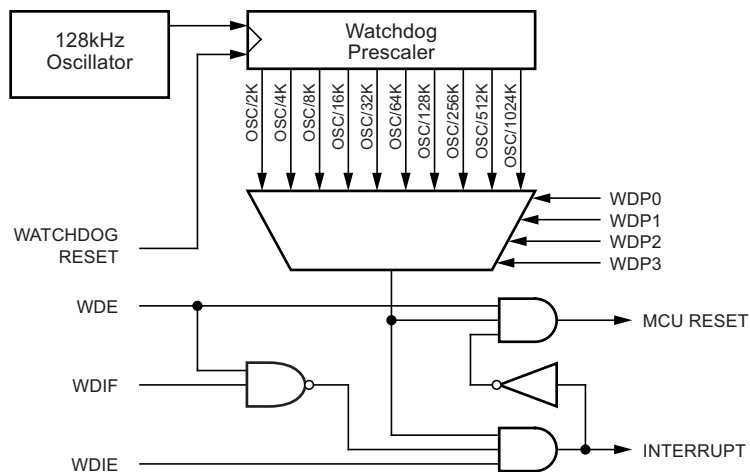 128kHz
Oscillator
Watchdog
Prescaler
OSC/2K
OSC/4K
OSC/8K
OSC/16K
OSC/32K
OSC/64K
OSC/128K
OSC/256K
OSC/512K
OSC/1024K
WDP0
WDP1
WDP2
WDP3
WATCHDOG
RESET
WDE
MCU RESET
WDIF
WDIE
INTERRUPT